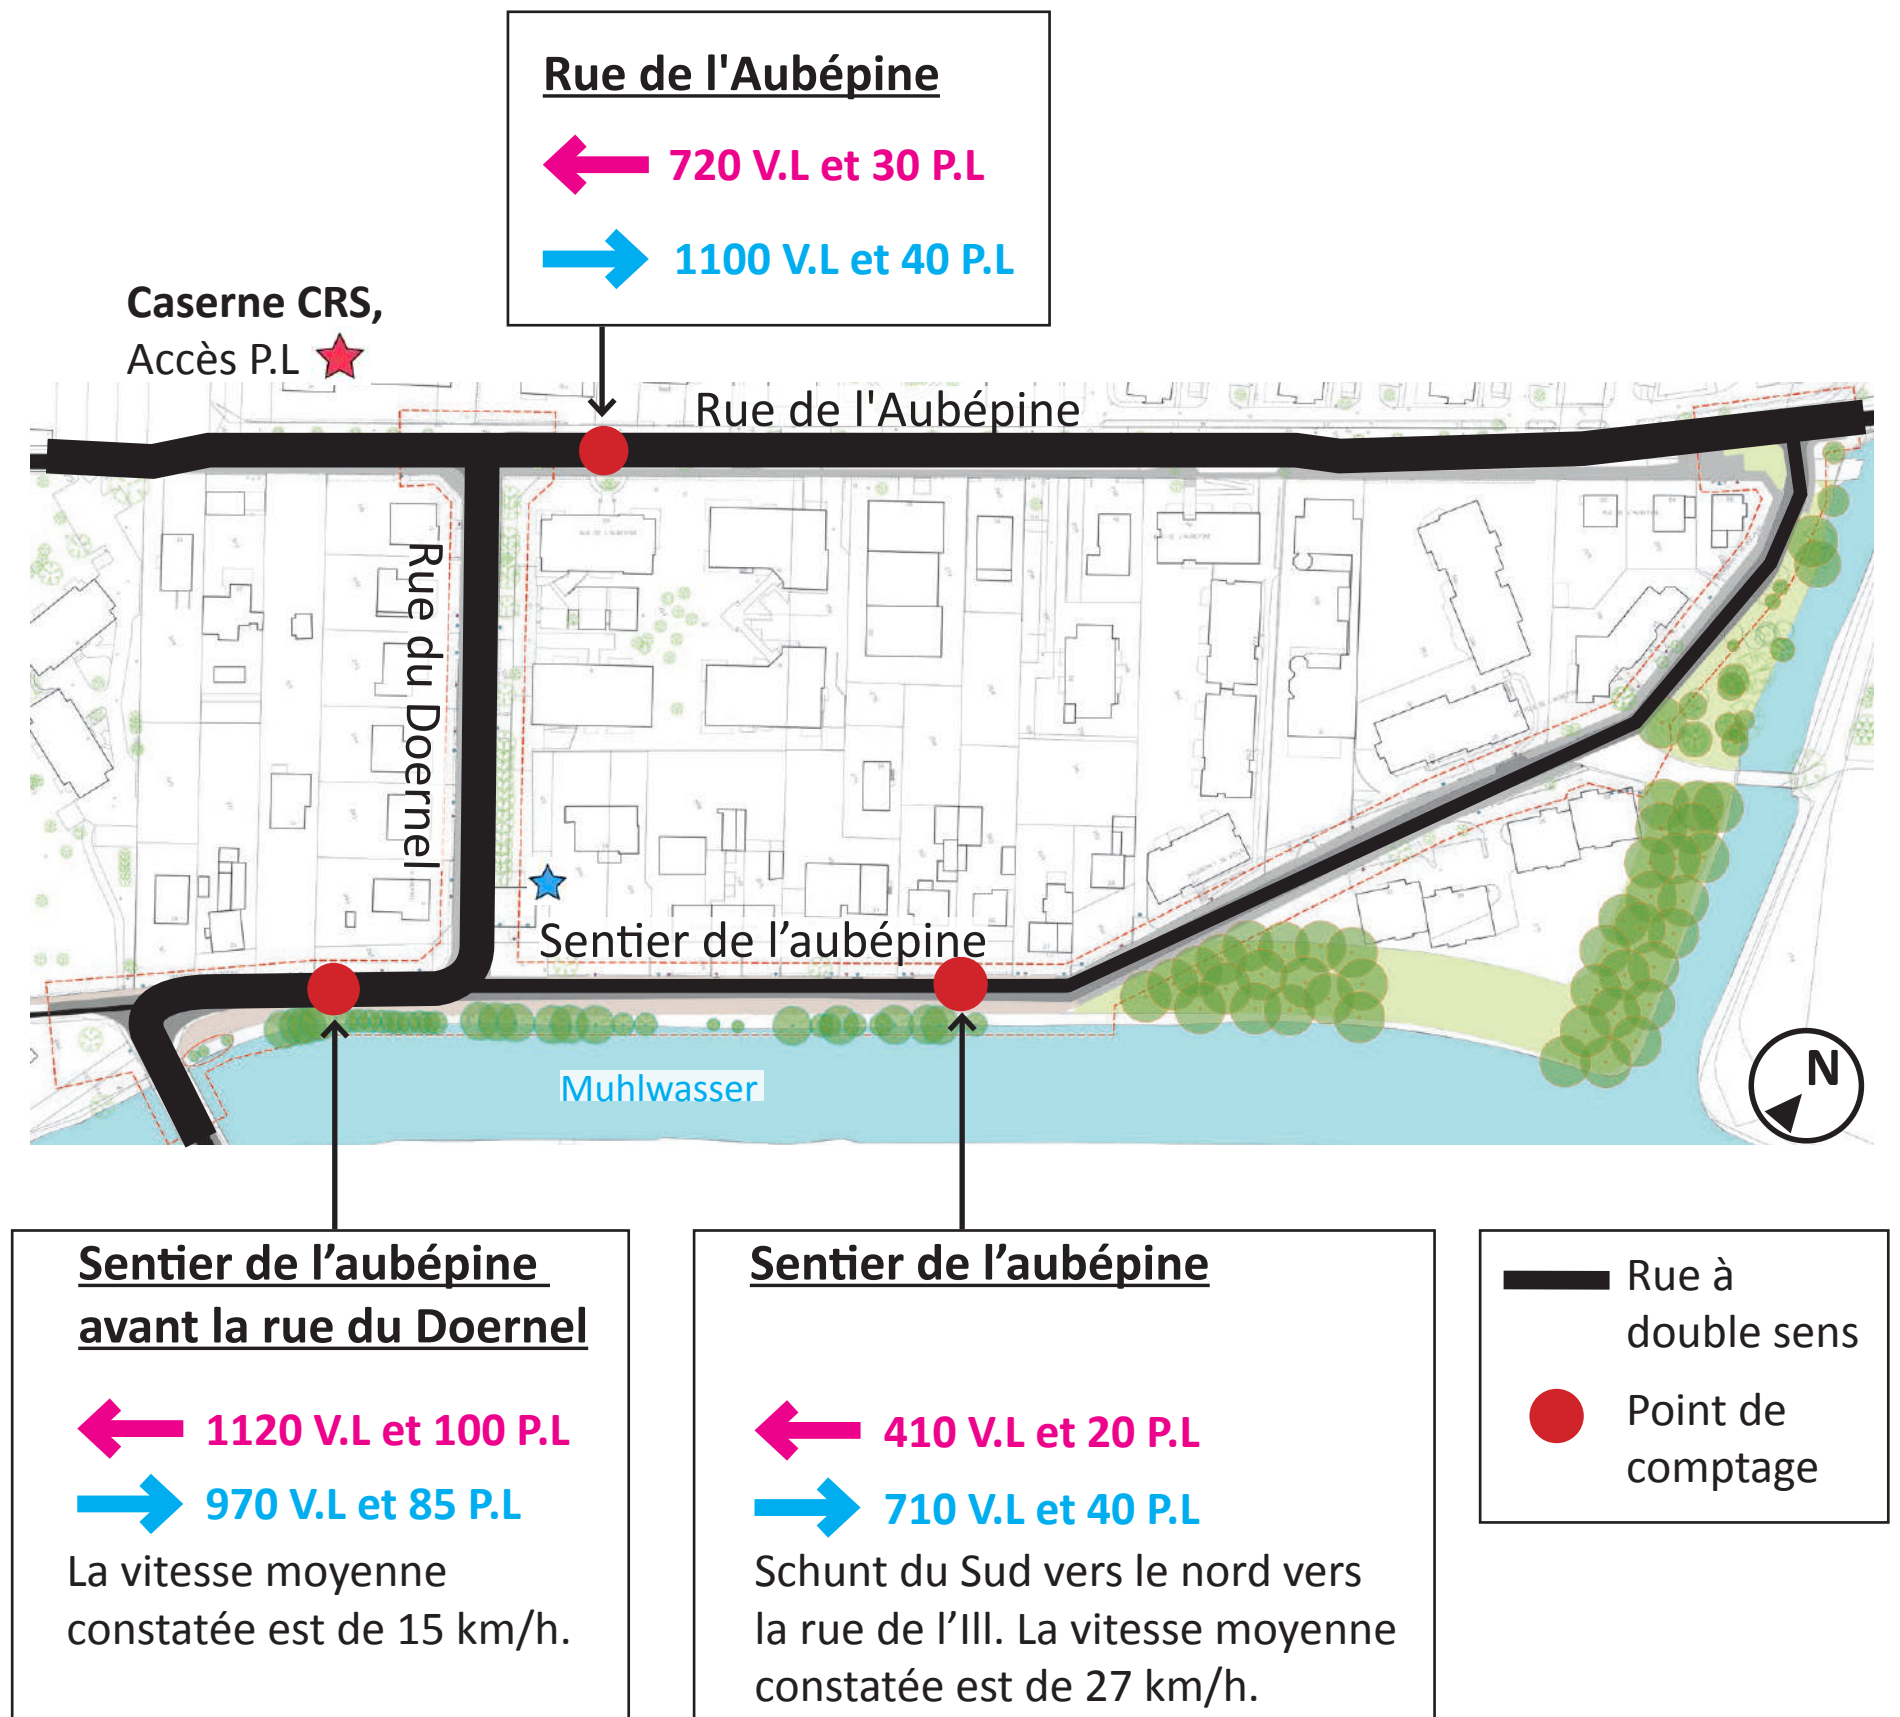 Rue de l'Aubépine
720 V.L et 30 P.L
1100 V.L et 40 P.L
Caserne CRS,
Accès P.L
Rue de l'Aubépine
Rue du Doernel
Sentier de l'aubépine
Muhlwasser
N
Sentier de l'aubépine
avant la rue du Doernel
1120 V.L et 100 P.L
970 V.L et 85 P.L
La vitesse moyenne
constatée est de 15 km/h.
Sentier de l'aubépine
410 V.L et 20 P.L
710 V.L et 40 P.L
Schunt du Sud vers le nord vers
la rue de l'Ill. La vitesse moyenne
constatée est de 27 km/h.
Rue à
double sens
Point de
comptage